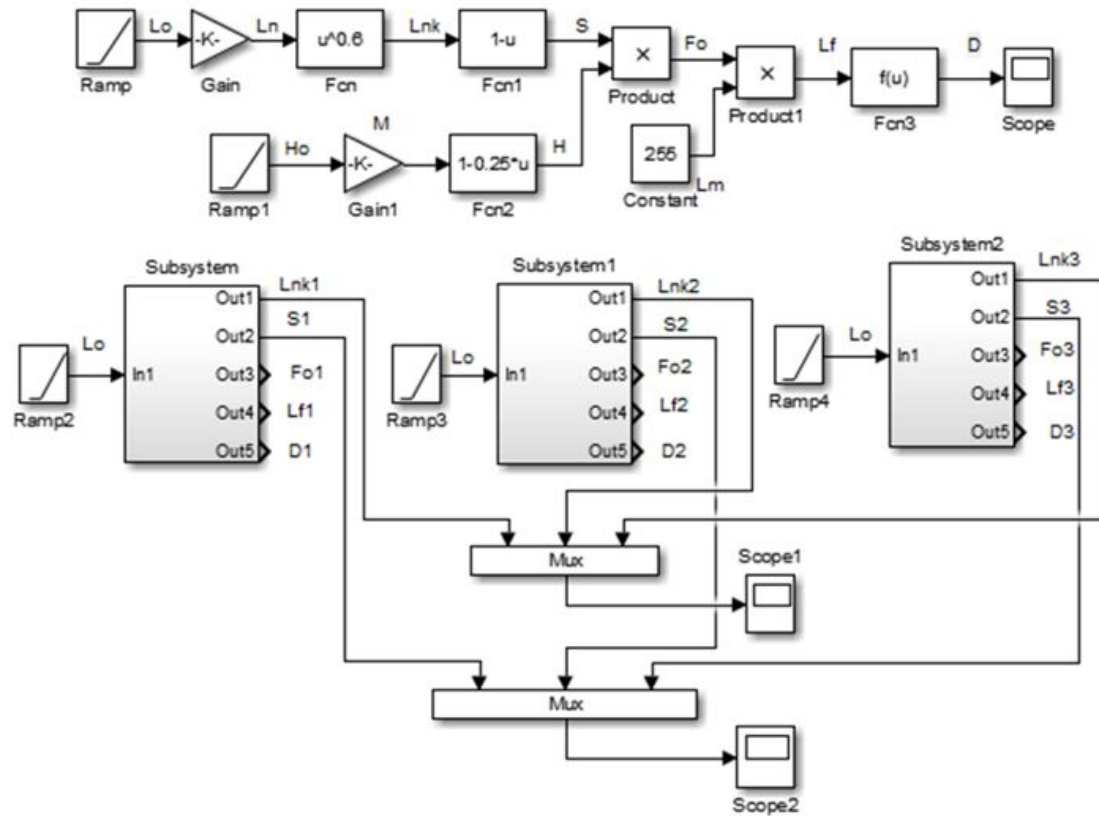 Lo
-K-
Ln
u^0.6
Lnk
1-u
S
×
Fo
×
Lf
f(u)
D
Ramp
Gain
Fcn
Fcn1
Product
Product1
Fcn3
Scope
Ho
-K-
M
1-0.25*u
H
255
Lm
Ramp1
Gain1
Fcn2
Constant
Subsystem
Lo
In1
Out1
Out2
Out3
Out4
Out5
Lnk1
S1
Fo1
Lf1
D1
Ramp2
Subsystem1
Lo
In1
Out1
Out2
Out3
Out4
Out5
Lnk2
S2
Fo2
Lf2
D2
Ramp3
Subsystem2
Lo
In1
Out1
Out2
Out3
Out4
Out5
Lnk3
S3
Fo3
Lf3
D3
Ramp4
Mux
Scope1
Mux
Scope2